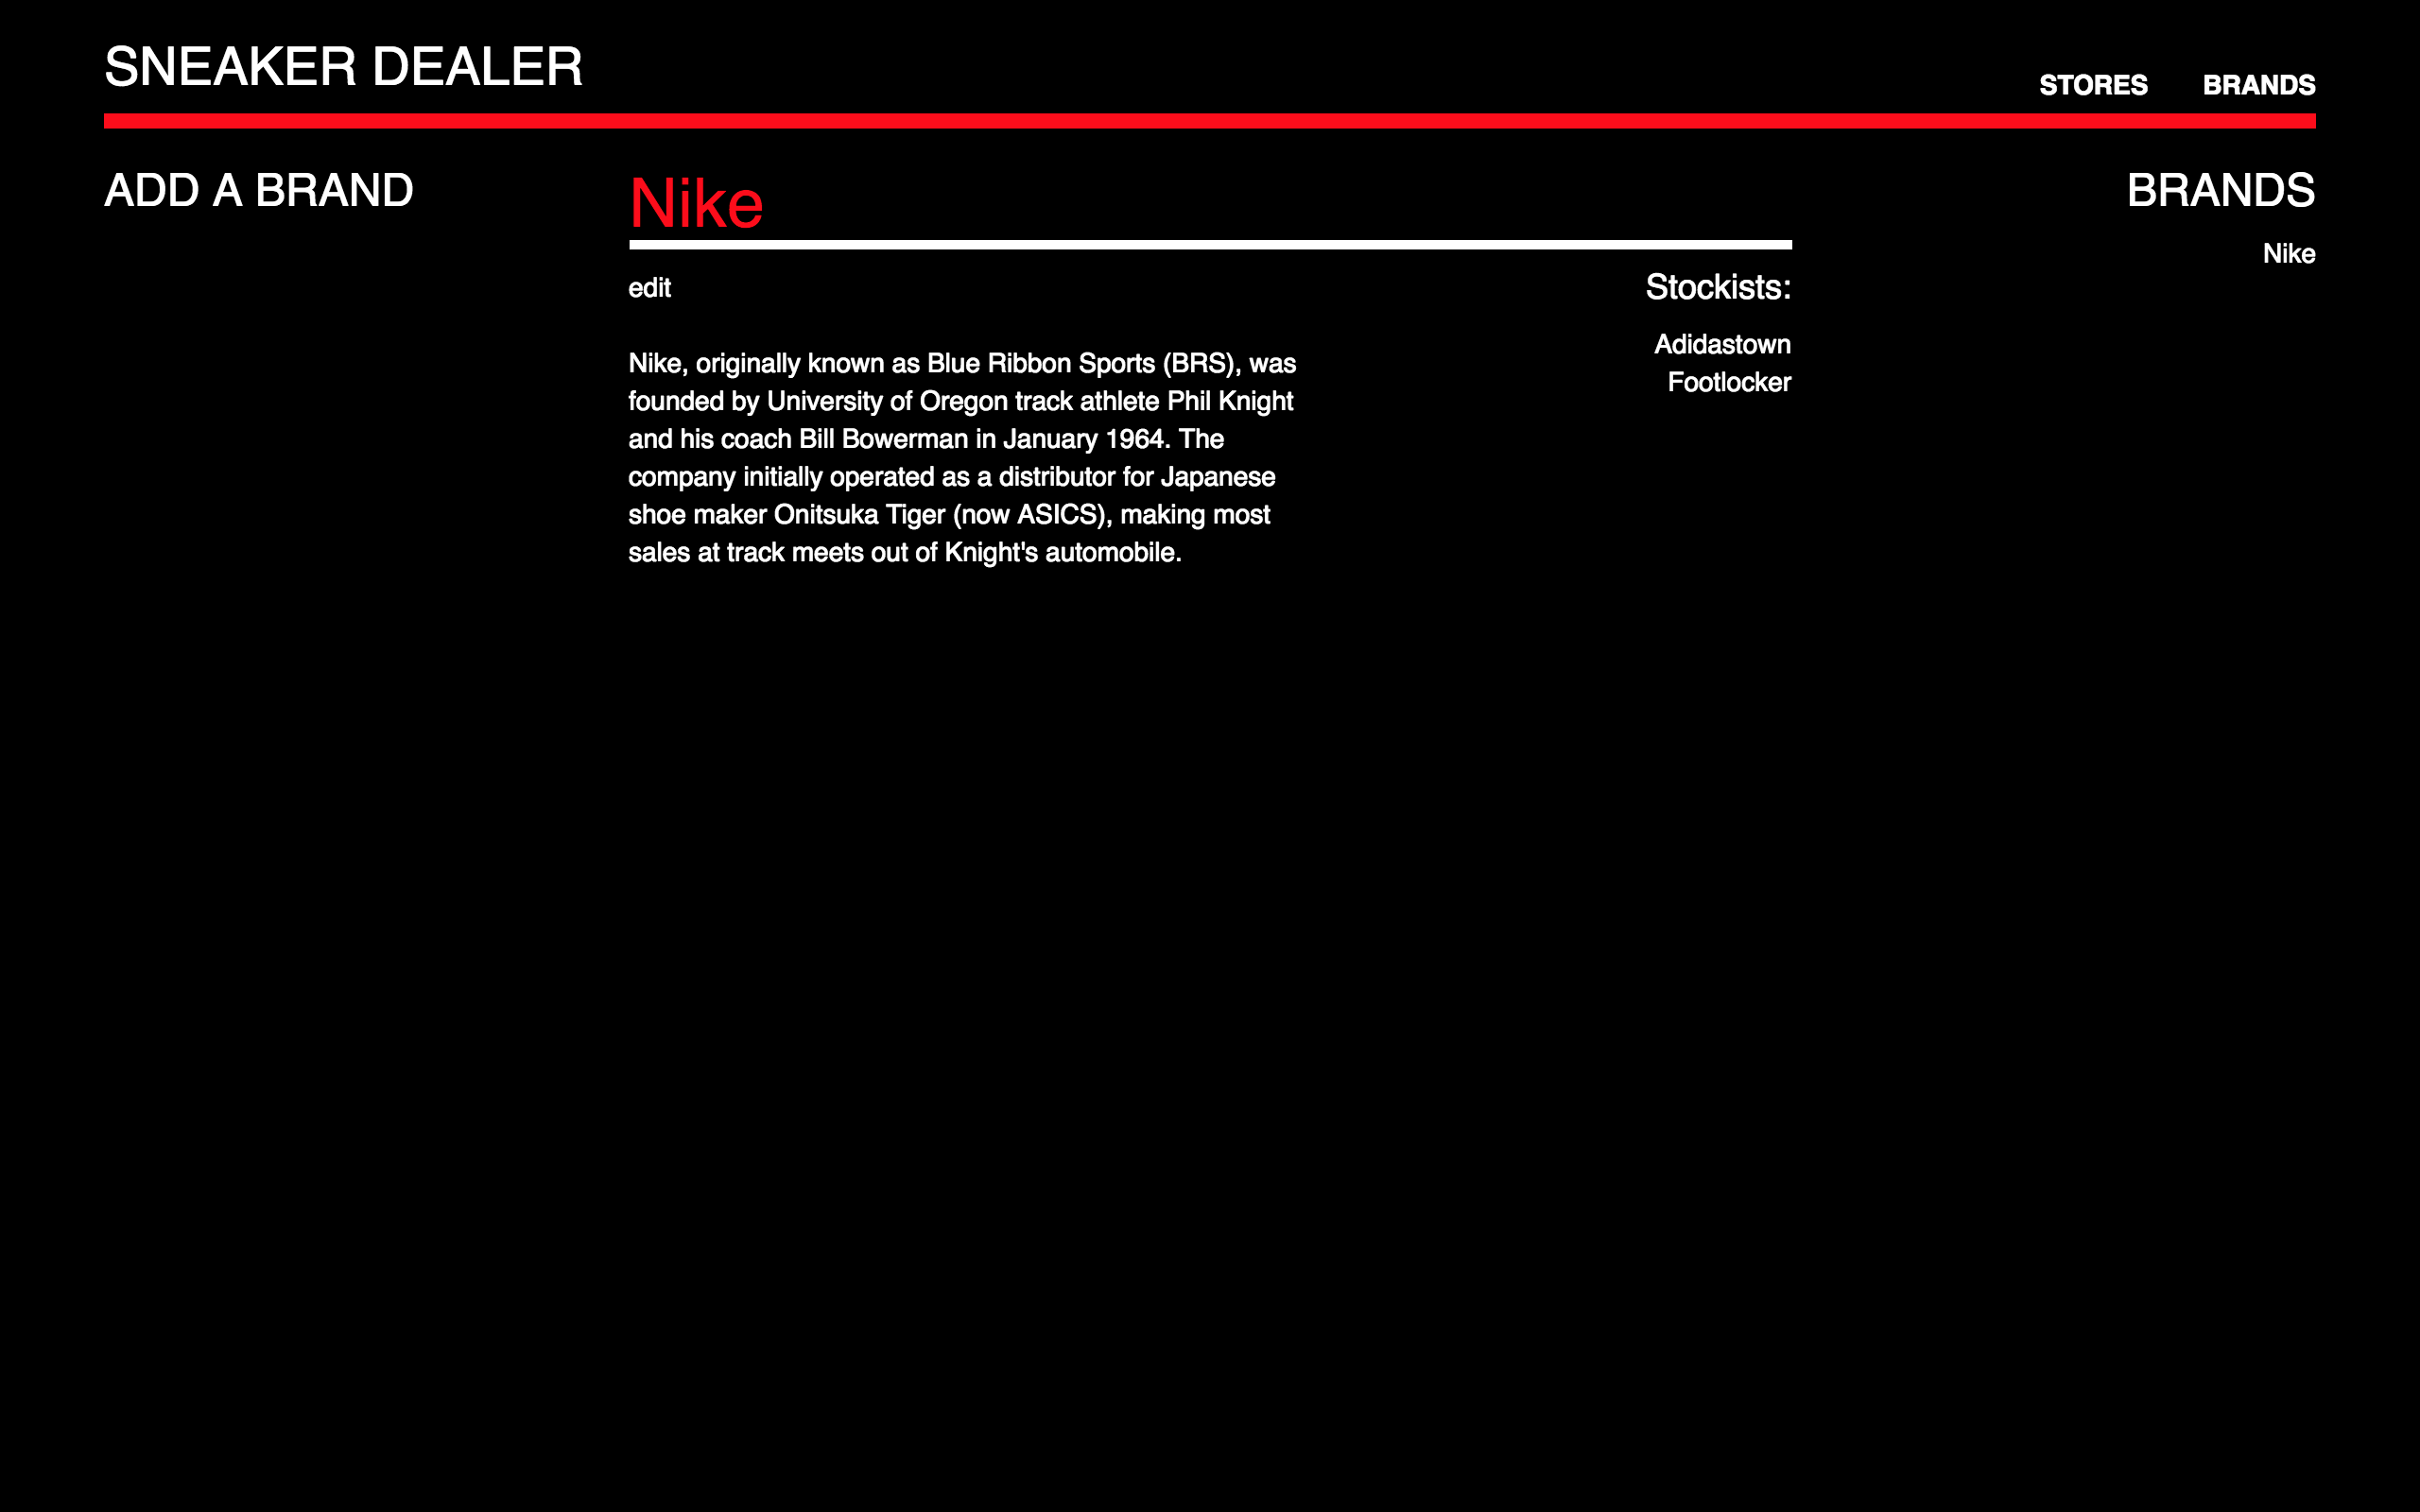 SNEAKER DEALER
STORES
BRANDS
ADD A BRAND
Nike
edit
Nike, originally known as Blue Ribbon Sports (BRS), was
founded by University of Oregon track athlete Phil Knight
and his coach Bill Bowerman in January 1964. The
company initially operated as a distributor for Japanese
shoe maker Onitsuka Tiger (now ASICS), making most
sales at track meets out of Knight's automobile.
Stockists:
Adidastown
Footlocker
BRANDS
Nike